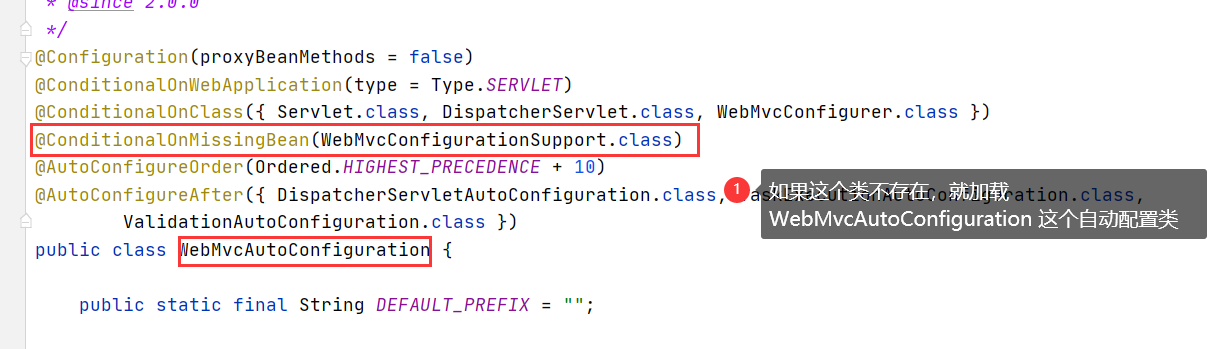 * @since 2.0.0
*/
@Configuration(proxyBeanMethods = false)
@ConditionalOnWebApplication(type = Type.SERVLET)
@ConditionalOnClass({ Servlet.class, DispatcherServlet.class, WebMvcConfigurer.class })
@ConditionalOnMissingBean(WebMvcConfigurationSupport.class)
@AutoConfigureOrder(Ordered.HIGHEST_PRECEDENCE + 10)
@AutoConfigureAfter({ DispatcherServletAutoConfiguration.class,
ValidationAutoConfiguration.class })
1
如果这个类不存在，就加载
WebMvcAutoConfiguration 这个自动配置类
public class WebMvcAutoConfiguration {
public static final String DEFAULT_PREFIX = "";